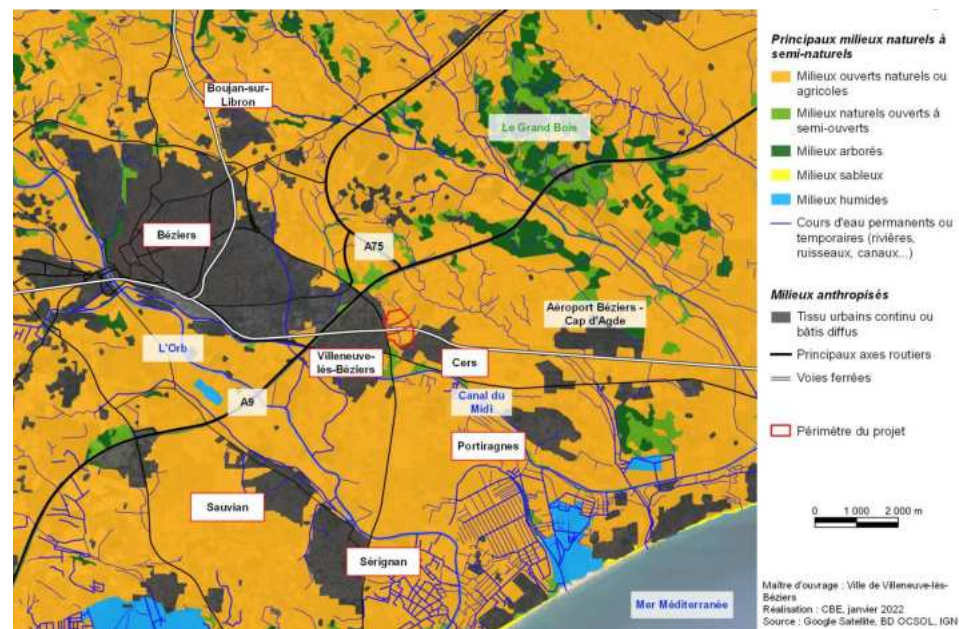 Boujan-sur-
Libron
Le Grand Bois
Béziers
A75
Aéroport Béziers -
Cap d'Agde
L'Orb
Villeneuve-
lès-Béziers
Cers
A9
Canal du
Midi
Portiragnes
Sauvian
Sérignan
Mer Méditerranée
Principaux milieux naturels à
semi-naturels
Milieux ouverts naturels ou
agricoles
Milieux naturels ouverts à
semi-ouverts
Milieux arborés
Milieux sableux
Milieux humides
Cours d'eau permanents ou
temporaires (rivières,
ruisseaux, canaux...)
Milieux anthropisés
Tissu urbains continu ou
bâtis diffus
Principaux axes routiers
Voies ferrées
Périmètre du projet
0 1 000 2 000 m
Maître d'ouvrage : Ville de Villeneuve-lès-
Béziers
Réalisation : CBE, janvier 2022
Source : Google Satellite, BD OCSOL, IGN